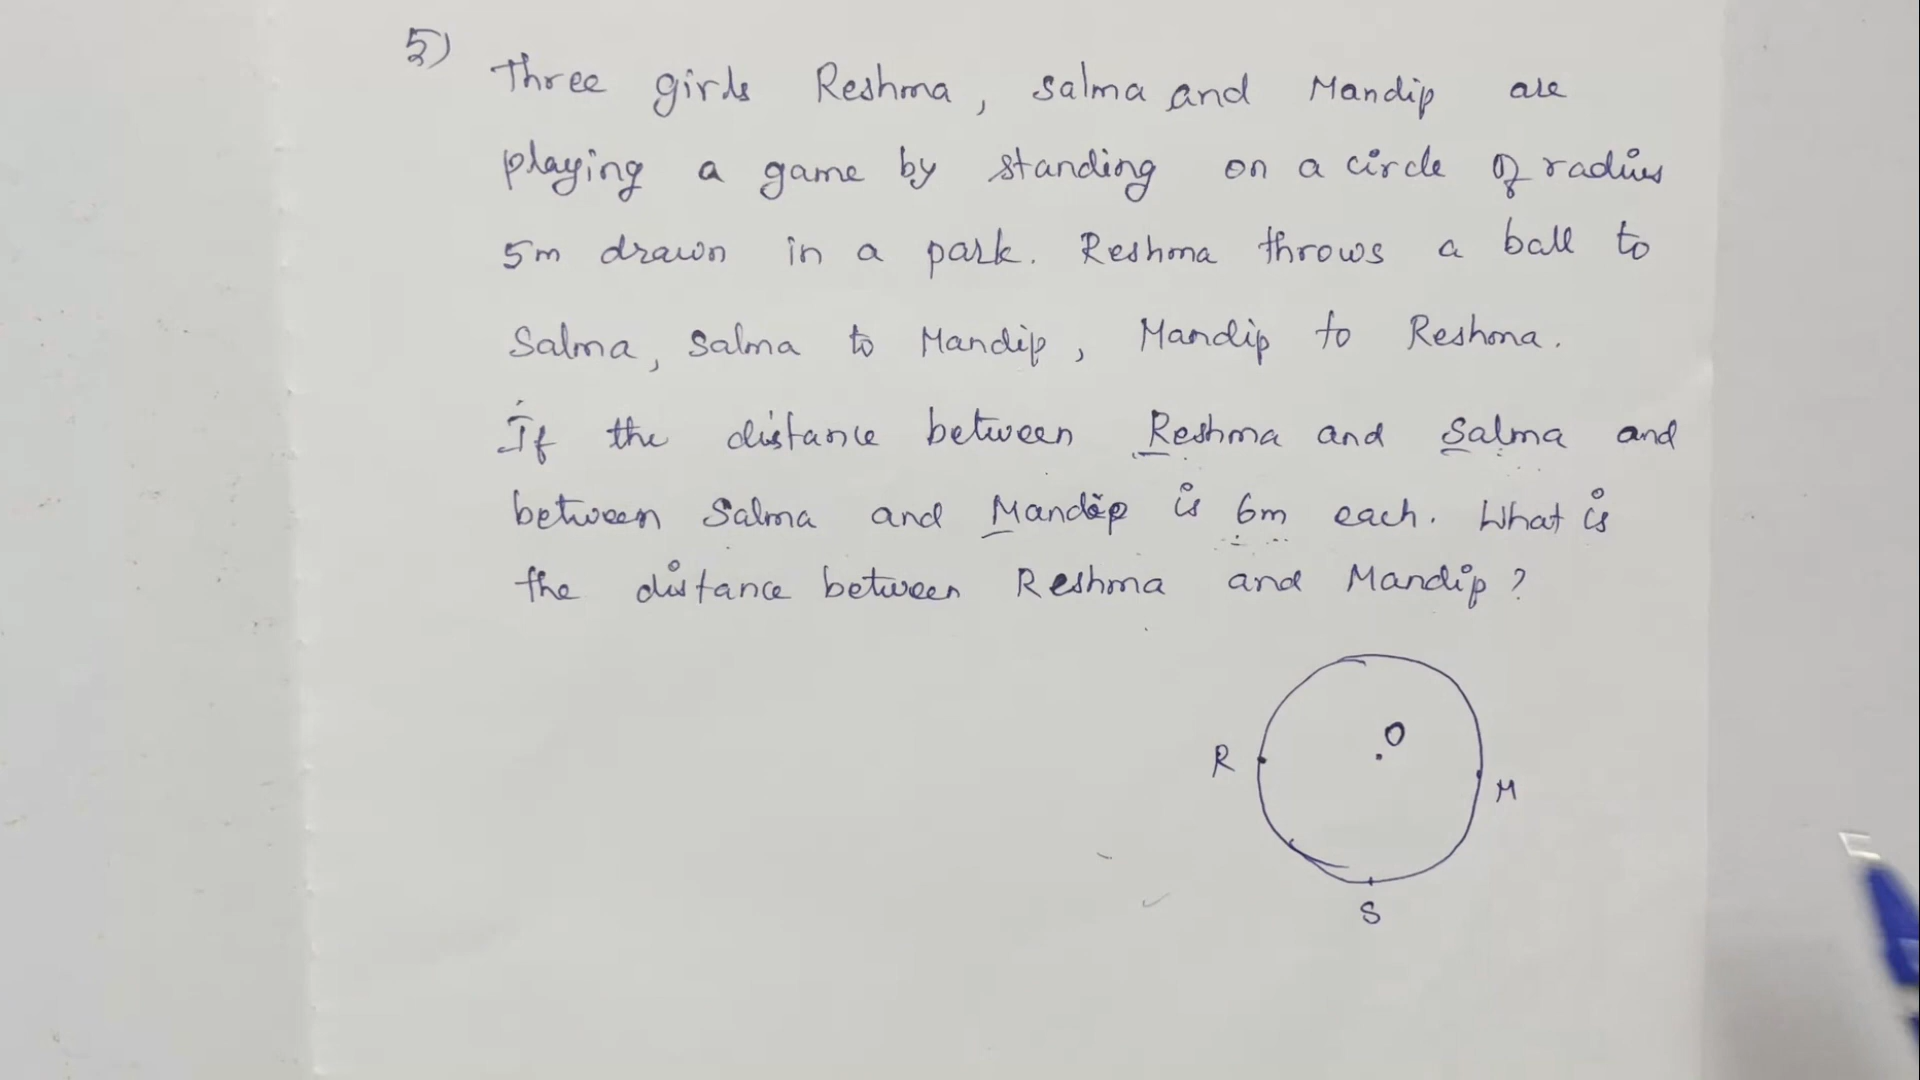 5)
Three girls Reshma, Salma and Mandip are
playing a game by standing on a circle of radius
5m drawn in a park. Reshma throws a ball to
Salma, Salma to Mandip, Mandip to Reshma.
If the distance between Reshma and Salma and
between Salma and Mandip is 6m each. What is
the distance between Reshma and Mandip?
O
R
M
S